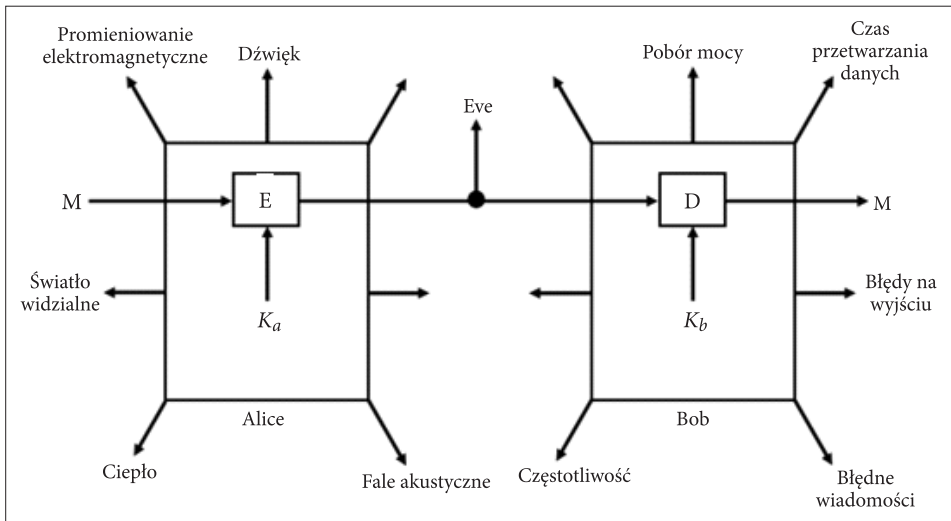 Promieniowanie
elektromagnetyczne
Dźwięk
Eve
Pobór mocy
Czas
przetwarzania
danych
M
E
D
M
Światło
widzialne
Kₐ
K_b
Błędy na
wyjściu
Alice
Bob
Ciepło
Fale akustyczne
Częstotliwość
Błędne
wiadomości